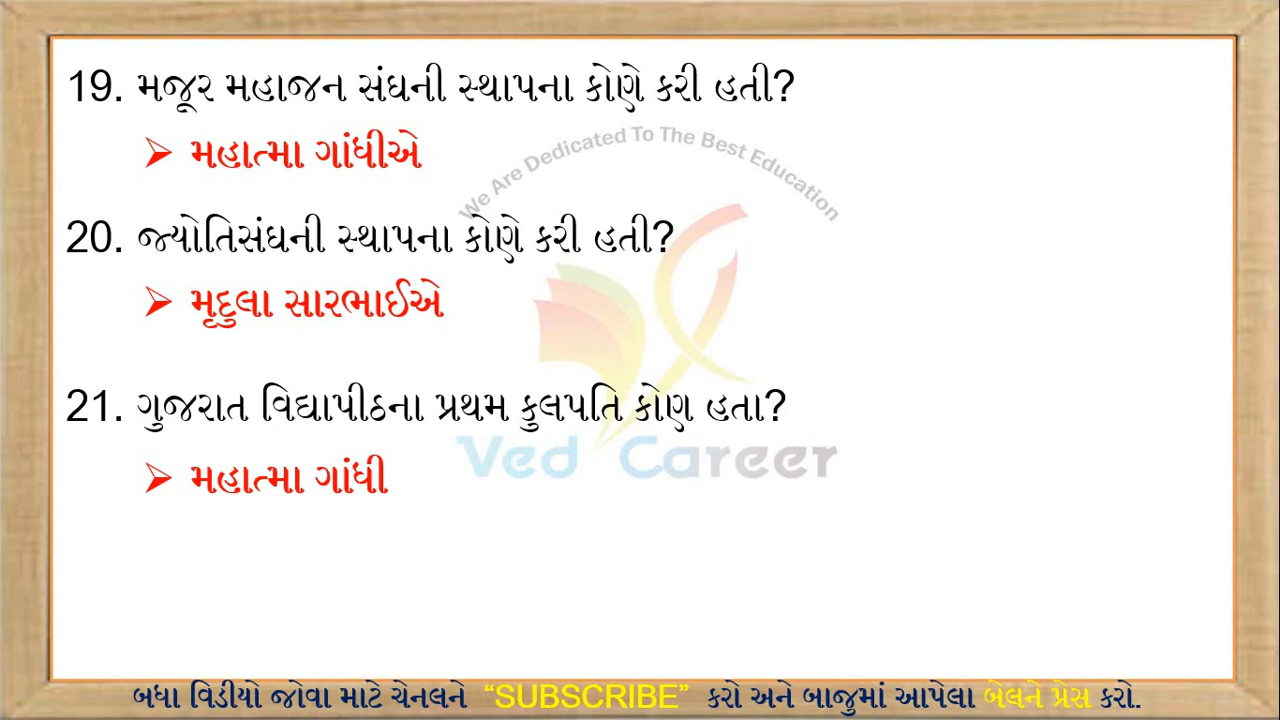 19. મજૂર મહાજન સંઘની સ્થાપના કોણે કરી હતી?
➢ મહાત્મા ગાંધીએ
We Are Dedicated To The Best Education
20. જ્યોતિસંઘની સ્થાપના કોણે કરી હતી?
➢ મૃદુલા સારભાઈએ
21. ગુજરાત વિદ્યાપીઠના પ્રથમ કુલપતિ કોણ હતા?
Ved Career
➢ મહાત્મા ગાંધી
બધા વિડીયો જોવા માટે ચેનલને “SUBSCRIBE” કરો અને બાજુમાં આપેલા બેલને પ્રેસ કરો.